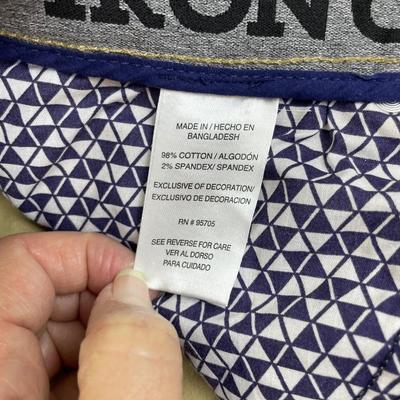 IRON
MADE IN / HECHO EN
BANGLADESH
98% COTTON / ALGODÓN
2% SPANDEX/ SPANDEX
EXCLUSIVE OF DECORATION/
EXCLUSIVO DE DECORACION
RN # 95705
SEE REVERSE FOR CARE
VER AL DORSO
PARA CUIDADO